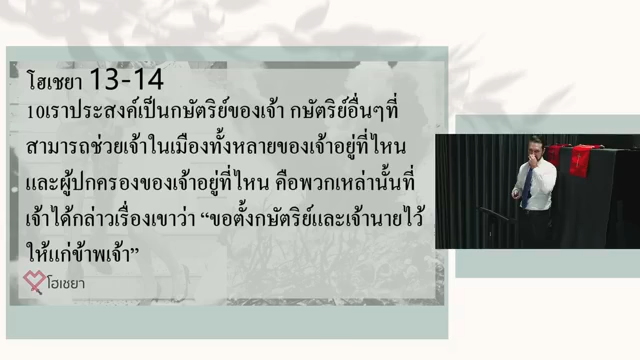 โฮเชยา 13-14
10เราประสงค์เป็นกษัตริย์ของเจ้า กษัตริย์อื่นๆที่
สามารถช่วยเจ้าในเมืองทั้งหลายของเจ้าอยู่ที่ไหน
และผู้ปกครองของเจ้าอยู่ที่ไหน คือพวกเหล่านั้นที่
เจ้าได้กล่าวเรื่องเขาว่า “ขอตั้งกษัตริย์และเจ้านายไว้
ให้แก่ข้าพเจ้า”
โฮเชยา